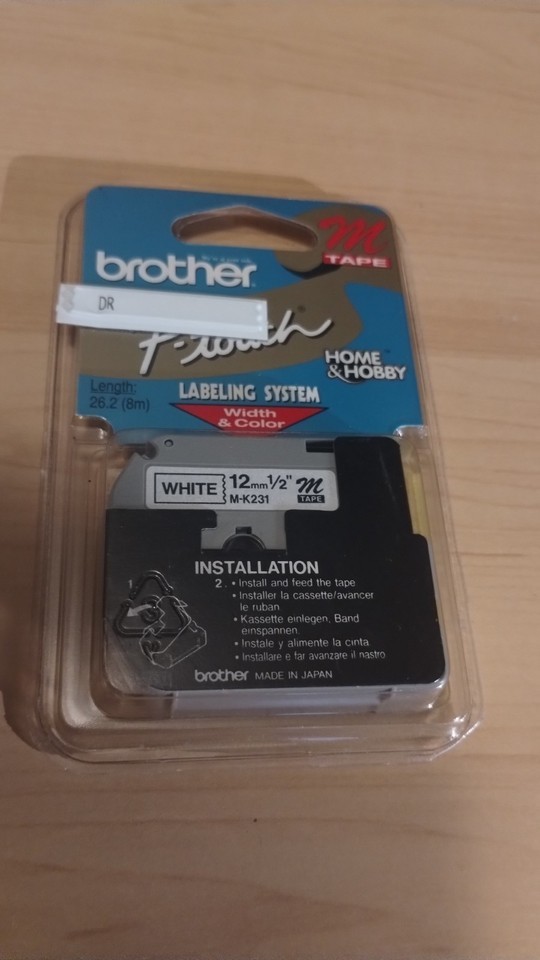 M
TAPE
brother
DR
P-touch
HOME
& HOBBY
Length:
26.2 (8m)
LABELING SYSTEM
Width
& Color
WHITE
12mm 1/2" M
M-K231 TAPE
INSTALLATION
1
2. • Install and feed the tape
• Installer la cassette/avancer
le ruban.
• Kassette einlegen, Band
einspannen.
• Instale y alimente la cinta.
• Installare e far avanzare il nastro
brother MADE IN JAPAN